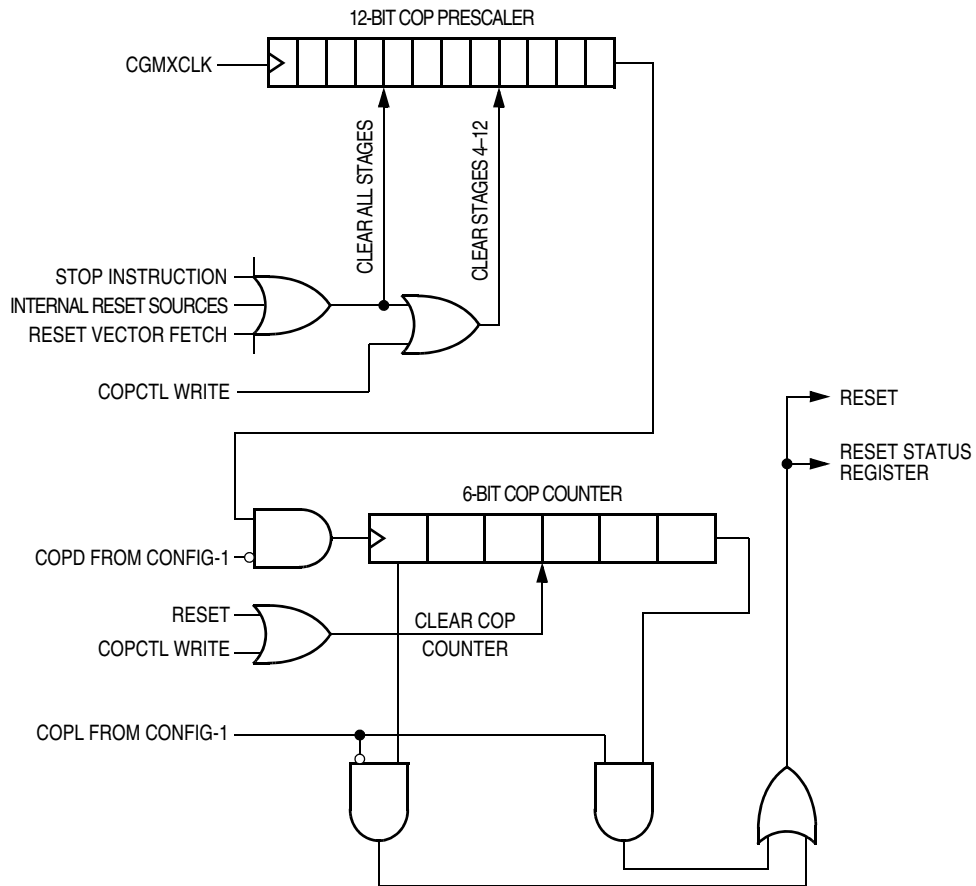 12-BIT COP PRESCALER
CGMXCLK
CLEAR ALL STAGES
CLEAR STAGES 4–12
STOP INSTRUCTION
INTERNAL RESET SOURCES
RESET VECTOR FETCH
COPCTL WRITE
RESET
RESET STATUS
REGISTER
6-BIT COP COUNTER
COPD FROM CONFIG-1
RESET
CLEAR COP
COUNTER
COPCTL WRITE
COPL FROM CONFIG-1